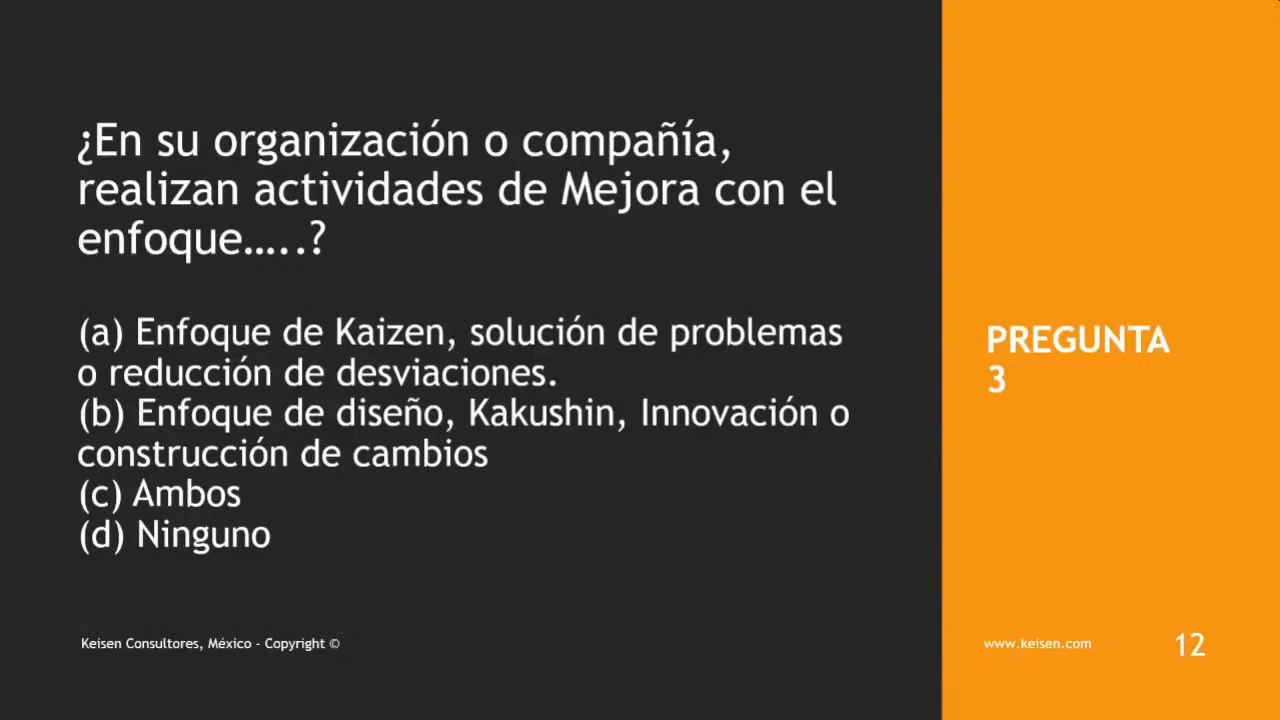 ¿En su organización o compañía,
realizan actividades de Mejora con el
enfoque…..?
(a) Enfoque de Kaizen, solución de problemas
o reducción de desviaciones.
(b) Enfoque de diseño, Kakushin, Innovación o
construcción de cambios
(c) Ambos
(d) Ninguno
PREGUNTA
3
Keisen Consultores, México - Copyright ©
www.keisen.com
12